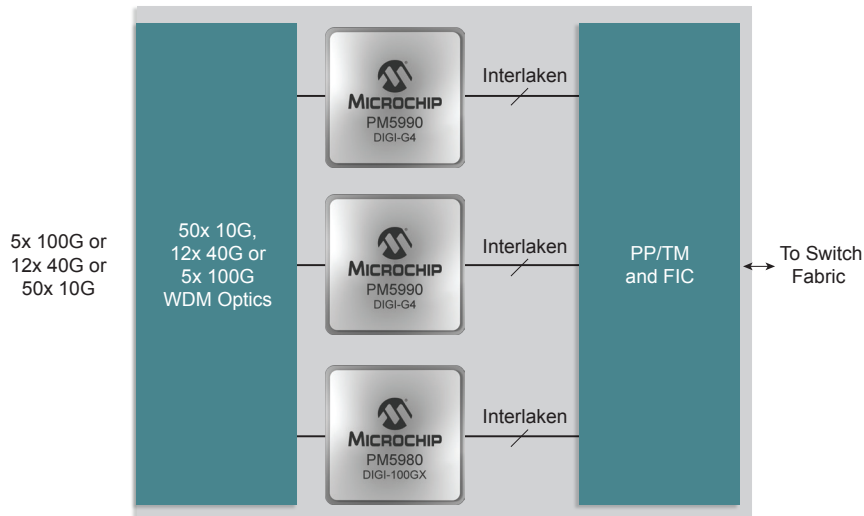 5x 100G or
12x 40G or
50x 10G
50x 10G,
12x 40G or
5x 100G
WDM Optics
MICROCHIP
PM5990
DIGI-G4
Interlaken
MICROCHIP
PM5990
DIGI-G4
Interlaken
MICROCHIP
PM5980
DIGI-100GX
Interlaken
PP/TM
and FIC
To Switch
Fabric